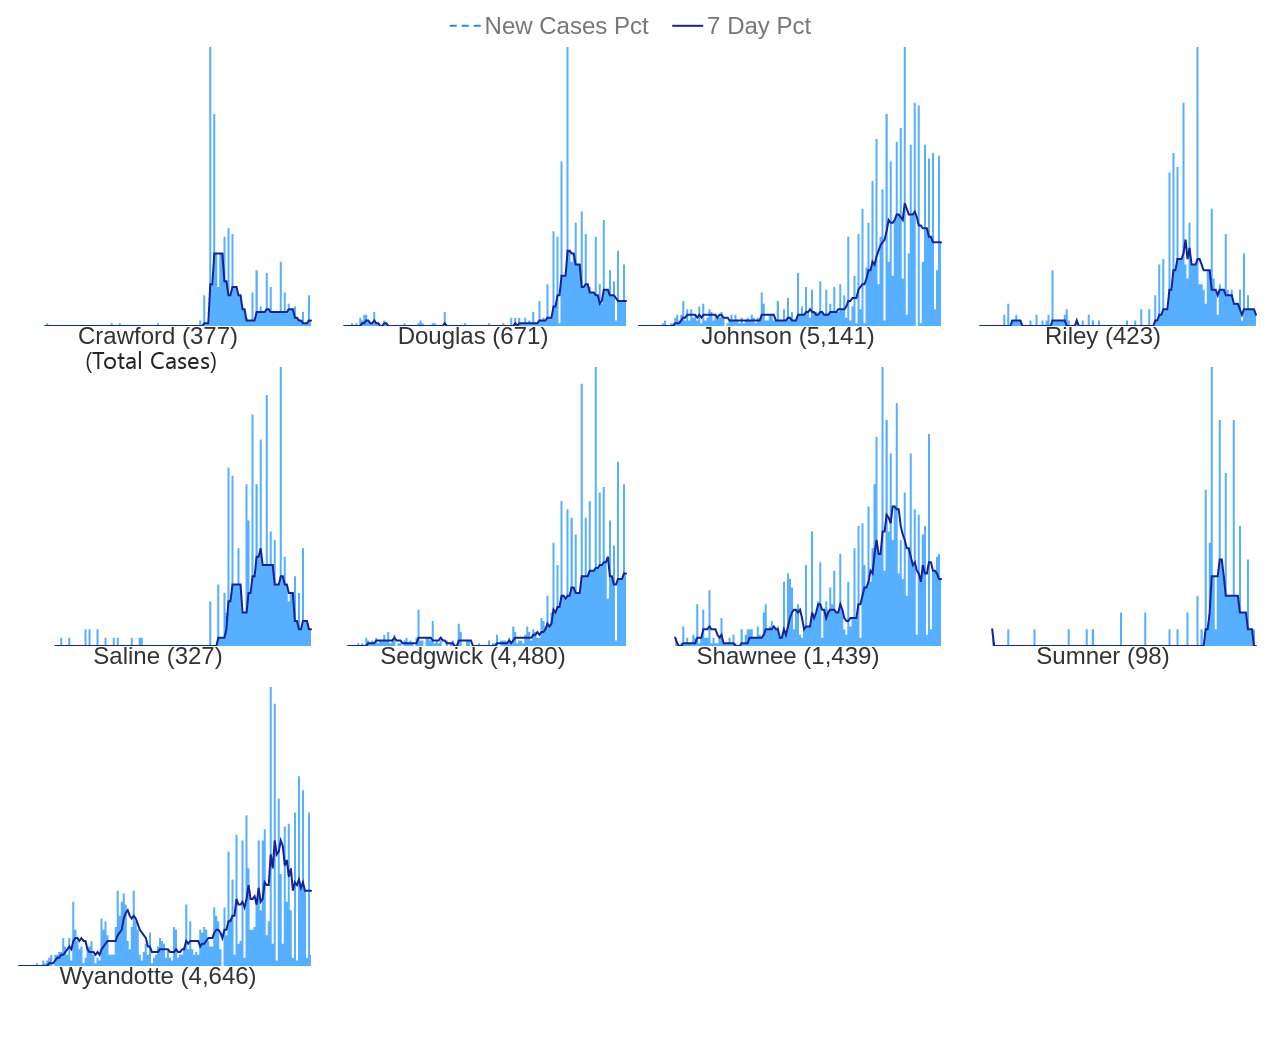 New Cases Pct 7 Day Pct
Crawford (377) Douglas (671) Johnson (5,141) Riley (423)
(Total Cases)
Saline (327) Sedgwick (4,480) Shawnee (1,439) Sumner (98)
Wyandotte (4,646)